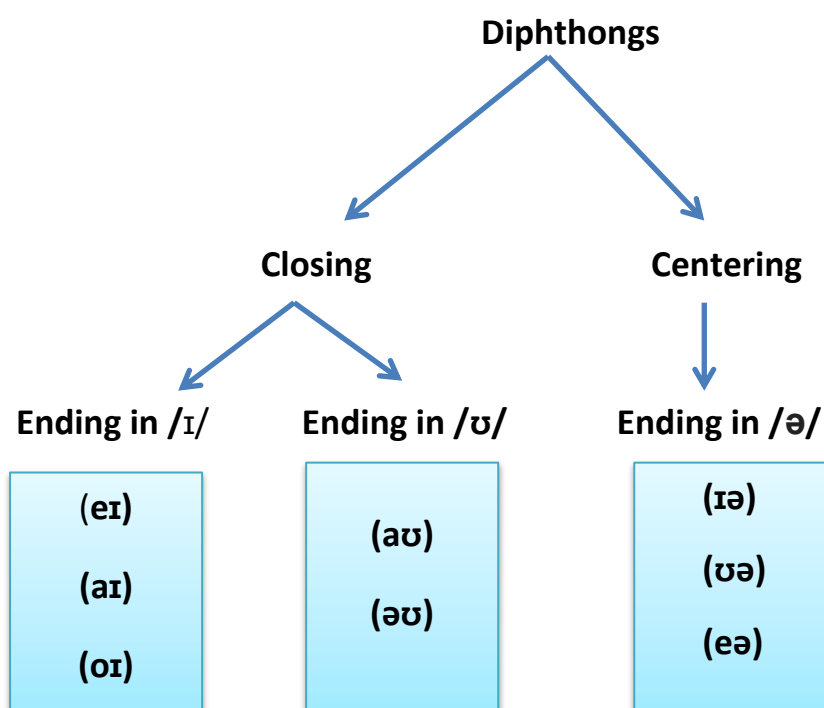 Diphthongs
Closing
Centering
Ending in /ɪ/
Ending in /ʊ/
Ending in /ə/
(eɪ)
(aɪ)
(oɪ)
(aʊ)
(əʊ)
(ɪə)
(ʊə)
(eə)